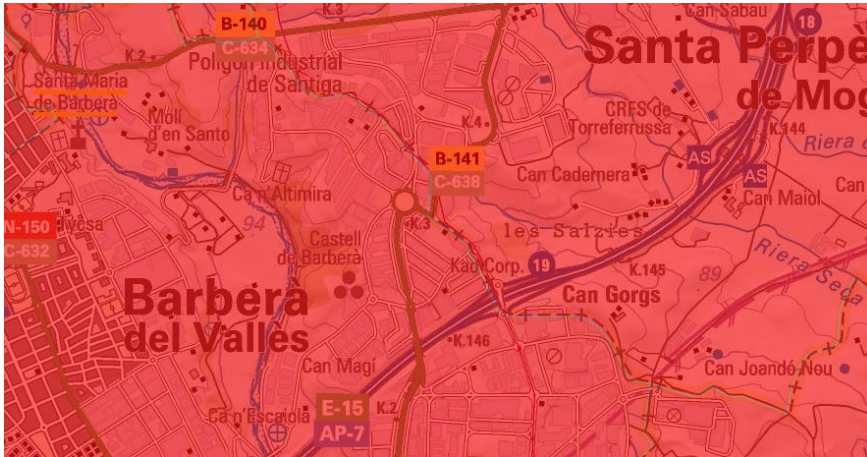 Can Sabau
18
B-140
C-634
K.3
K.2
Polígon Industrial
de Santiga
Santa Perpè
de Moc
Santa Maria
de Barberà
Molí
d'en Santo
CRFS de
Torreferrussa
K.4
K.144
Riera
B-141
C-638
AS
AS
Can Cadernera
Can
Can Maiol
Ca n'Altimira
N-150
C-632
94
K.3
les Salzies
Castell
de Barberà
Kao Corp.
19
K.145
89
Riera Seca
Barberà
del Vallès
Can Gorgs
K.146
Can Magí
Can Joandó Nou
E-15
AP-7
K.2
Ca n'Escaiola